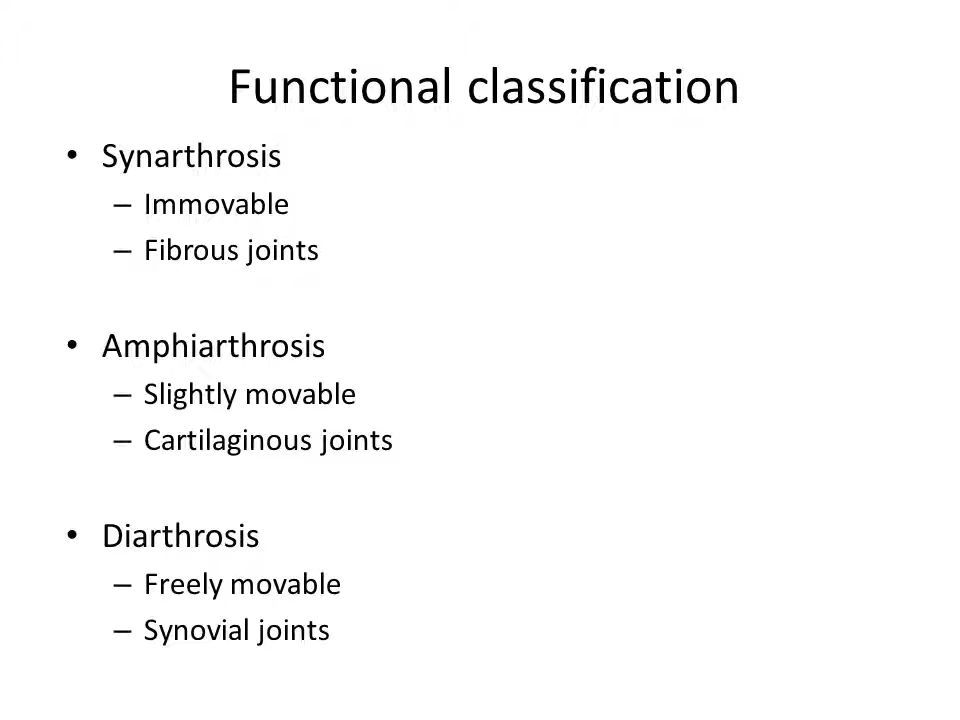 Functional classification
• Synarthrosis
– Immovable
– Fibrous joints
• Amphiarthrosis
– Slightly movable
– Cartilaginous joints
• Diarthrosis
– Freely movable
– Synovial joints